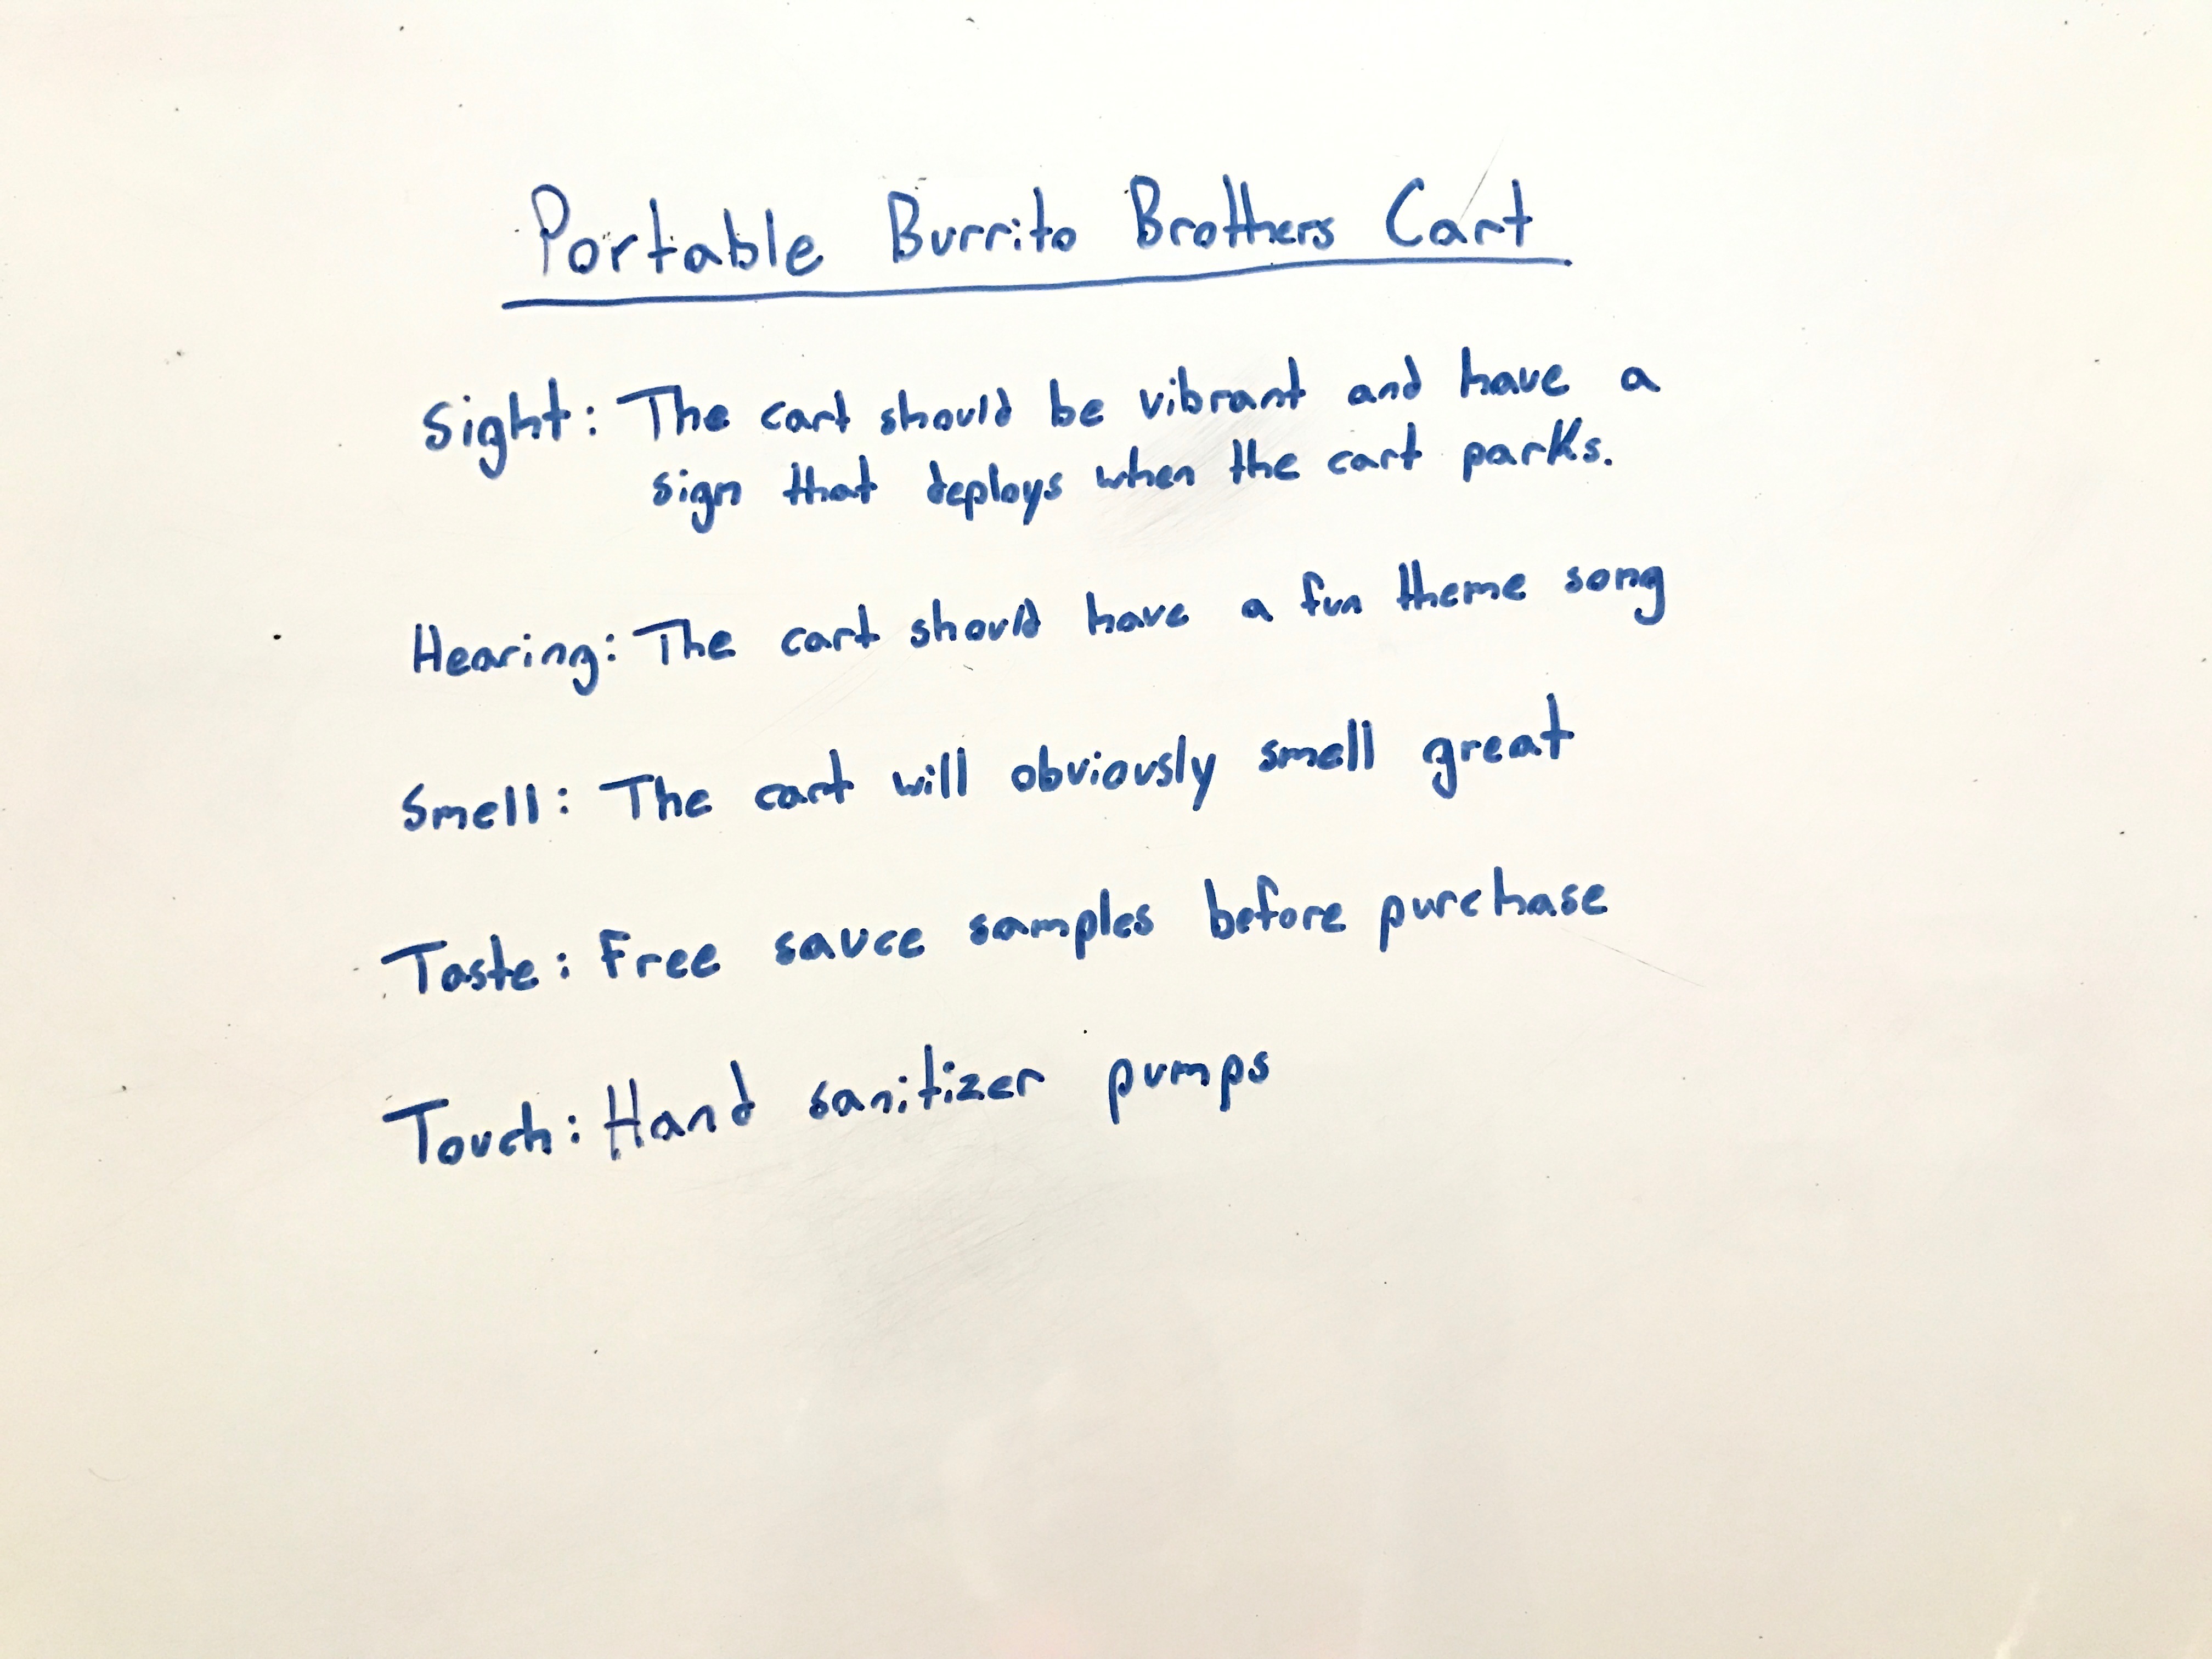 Portable Burrito Brothers Cart
Sight: The cart should be vibrant and have a
sign that deploys when the cart parks.
Hearing: The cart should have a fun theme song
Smell: The cart will obviously smell great
Taste: Free sauce samples before purchase
Touch: Hand sanitizer pumps